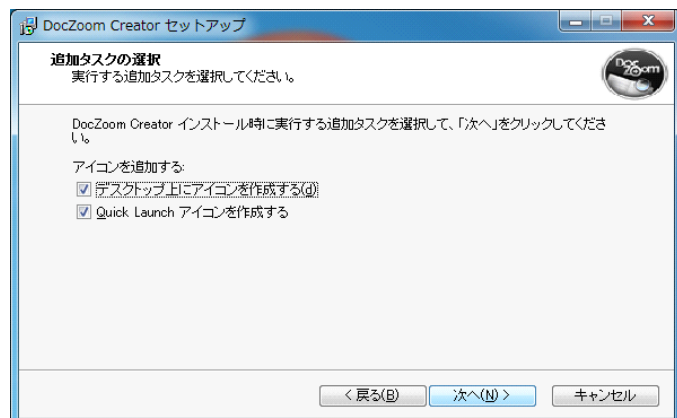 DocZoom Creator セットアップ
追加タスクの選択
実行する追加タスクを選択してください。
Doc Zoom
DocZoom Creator インストール時に実行する追加タスクを選択して、「次へ」をクリックしてくださ
い。
アイコンを追加する:
デスクトップ上にアイコンを作成する(d)
Quick Launch アイコンを作成する
< 戻る(B)
次へ(N) >
キャンセル